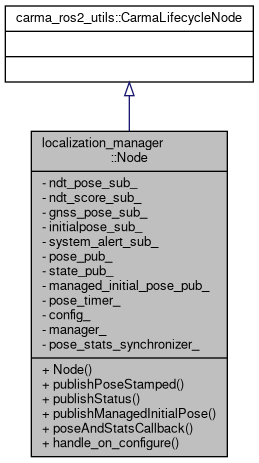 carma_ros2_utils::CarmaLifecycleNode
localization_manager
::Node
- ndt_pose_sub_
- ndt_score_sub_
- gnss_pose_sub_
- initialpose_sub_
- system_alert_sub_
- pose_pub_
- state_pub_
- managed_initial_pose_pub_
- pose_timer_
- config_
- manager_
- pose_stats_synchronizer_
+ Node()
+ publishPoseStamped()
+ publishStatus()
+ publishManagedInitialPose()
+ poseAndStatsCallback()
+ handle_on_configure()